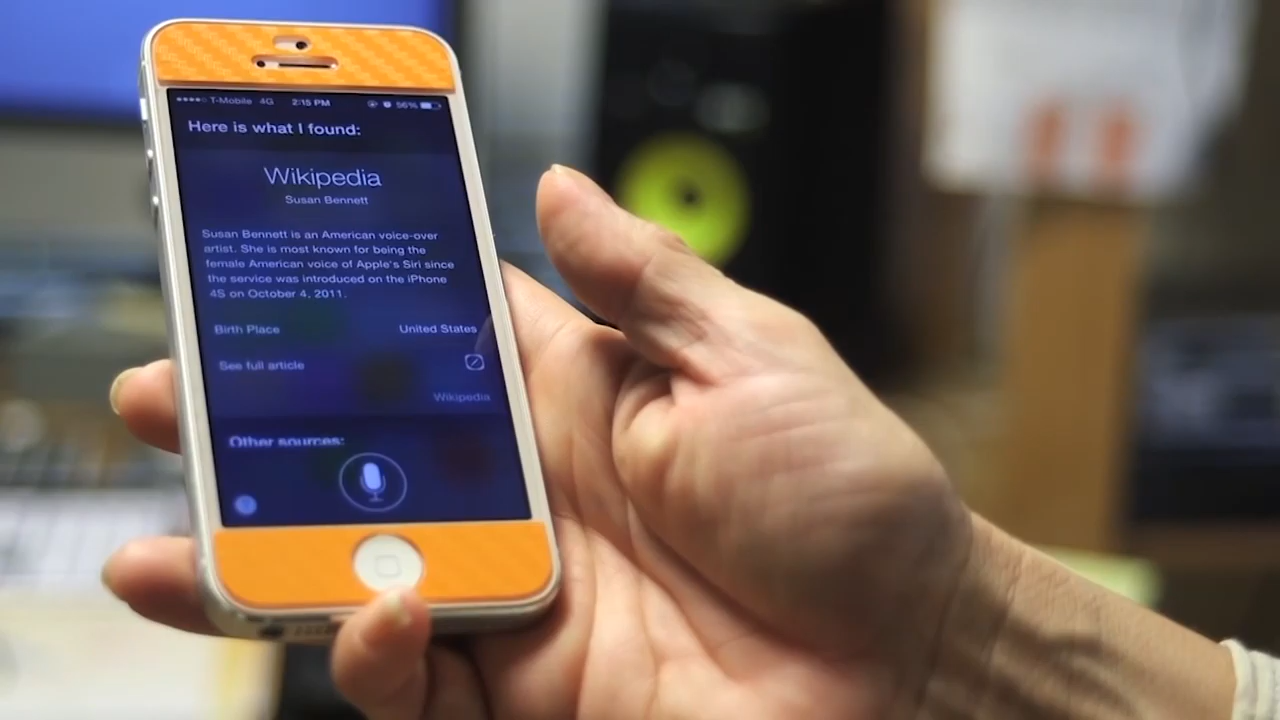 T-Mobile 4G 2:15 PM 56%
Here is what I found:
Wikipedia
Susan Bennett
Susan Bennett is an American voice-over
artist. She is most known for being the
female American voice of Apple's Siri since
the service was introduced on the iPhone
4S on October 4, 2011.
Birth Place United States
See full article
Wikipedia
Other sources:
?